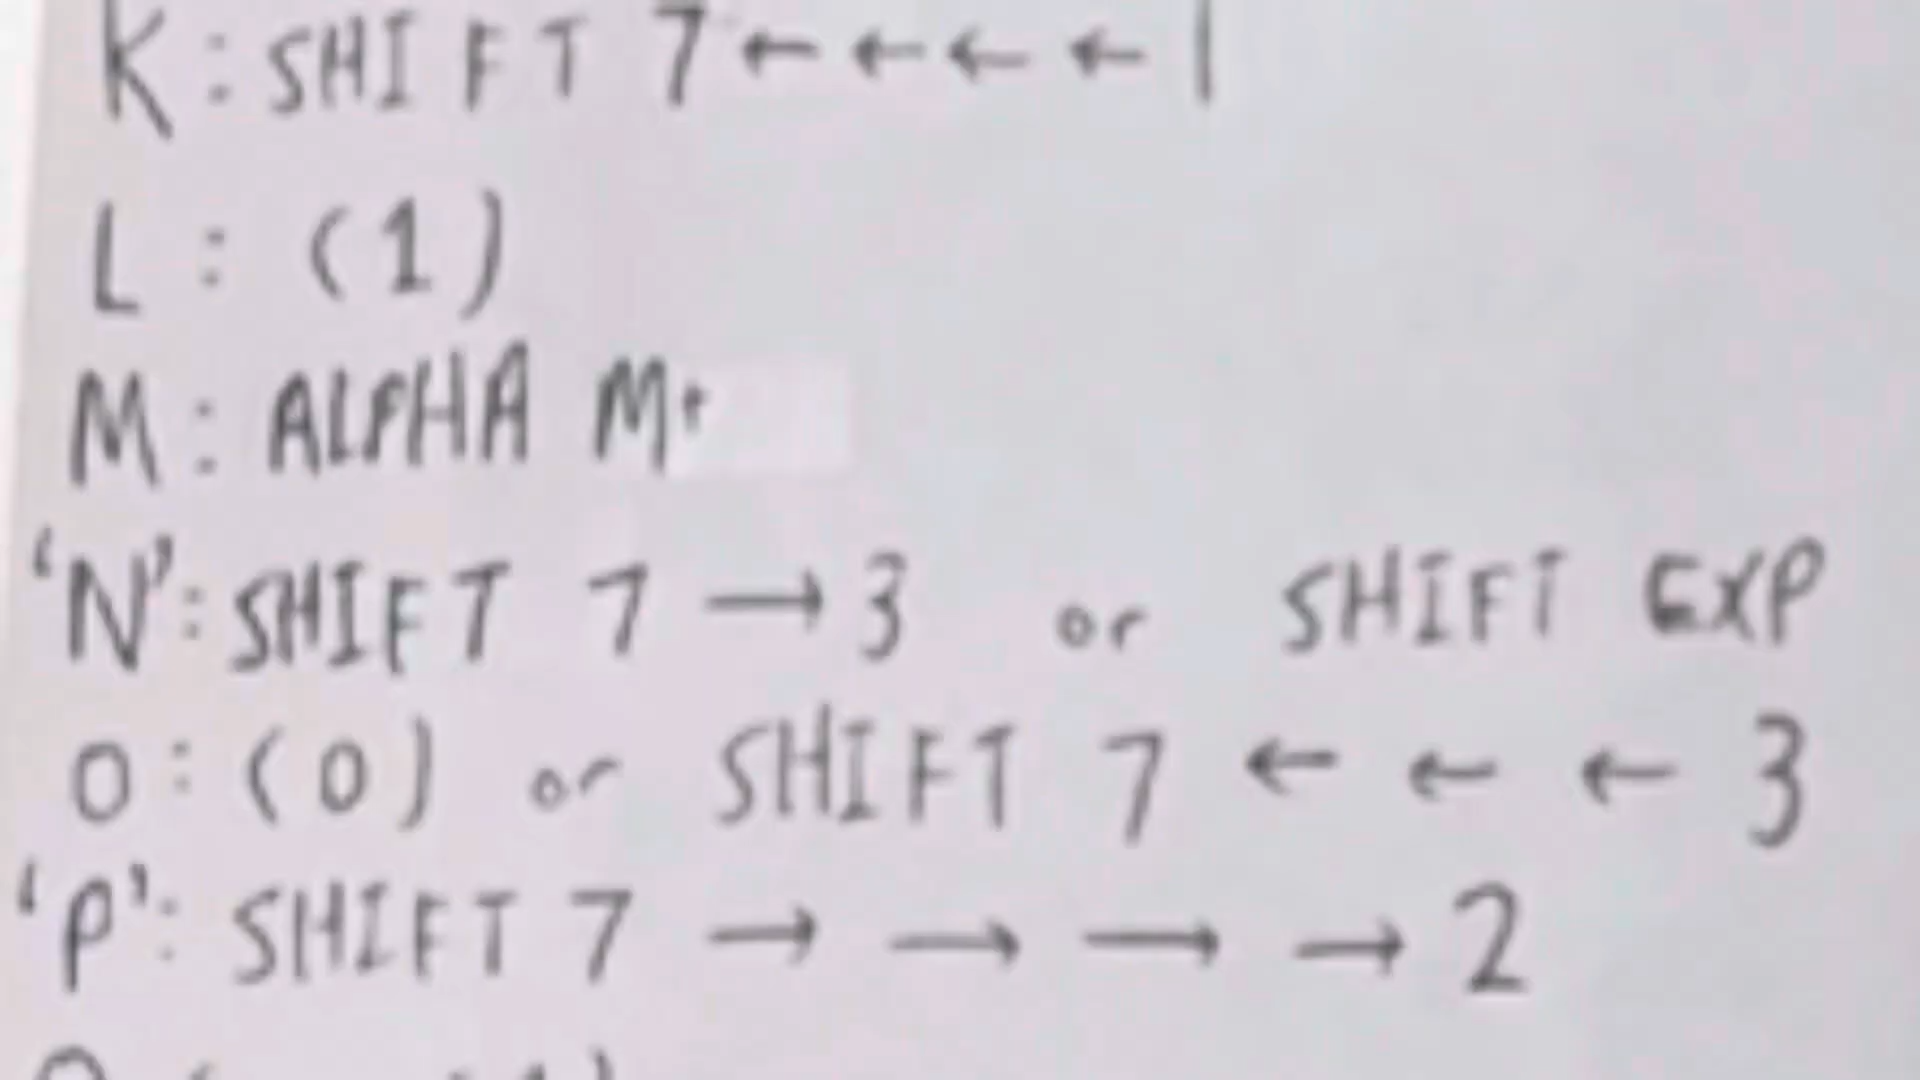 K: SHIFT 7 ← ← ← ← 1
L: (1)
M: ALPHA M+
'N': SHIFT 7 → 3 or SHIFT EXP
O: (0) or SHIFT 7 ← ← ← 3
'P': SHIFT 7 → → → → 2